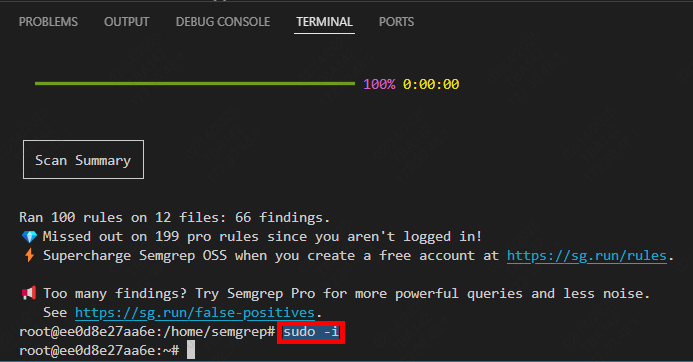 PROBLEMS OUTPUT DEBUG CONSOLE TERMINAL PORTS
100% 0:00:00
Scan Summary
Ran 100 rules on 12 files: 66 findings.
💎 Missed out on 199 pro rules since you aren't logged in!
⚡ Supercharge Semgrep OSS when you create a free account at https://sg.run/rules.
📢 Too many findings? Try Semgrep Pro for more powerful queries and less noise.
See https://sg.run/false-positives.
root@ee0d8e27aa6e:/home/semgrep# sudo -i
root@ee0d8e27aa6e:~#